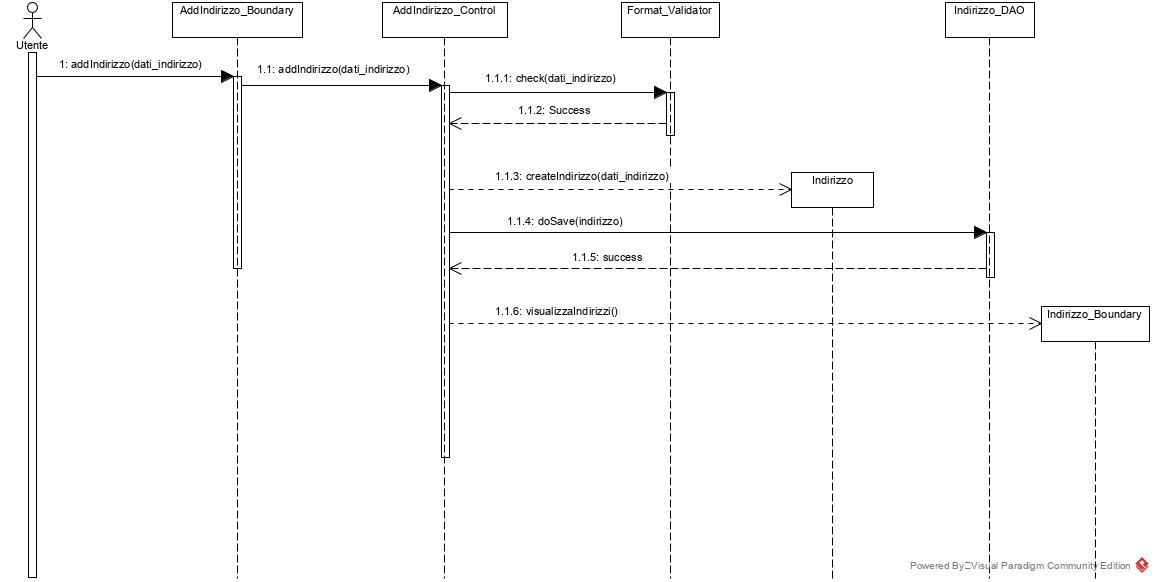 AddIndirizzo_Boundary
AddIndirizzo_Control
Format_Validator
Indirizzo_DAO
Utente
1: addIndirizzo(dati_indirizzo)
1.1: addIndirizzo(dati_indirizzo)
1.1.1: check(dati_indirizzo)
1.1.2: Success
1.1.3: createIndirizzo(dati_indirizzo)
Indirizzo
1.1.4: doSave(indirizzo)
1.1.5: success
1.1.6: visualizzaIndirizzi()
Indirizzo_Boundary
Powered By Visual Paradigm Community Edition